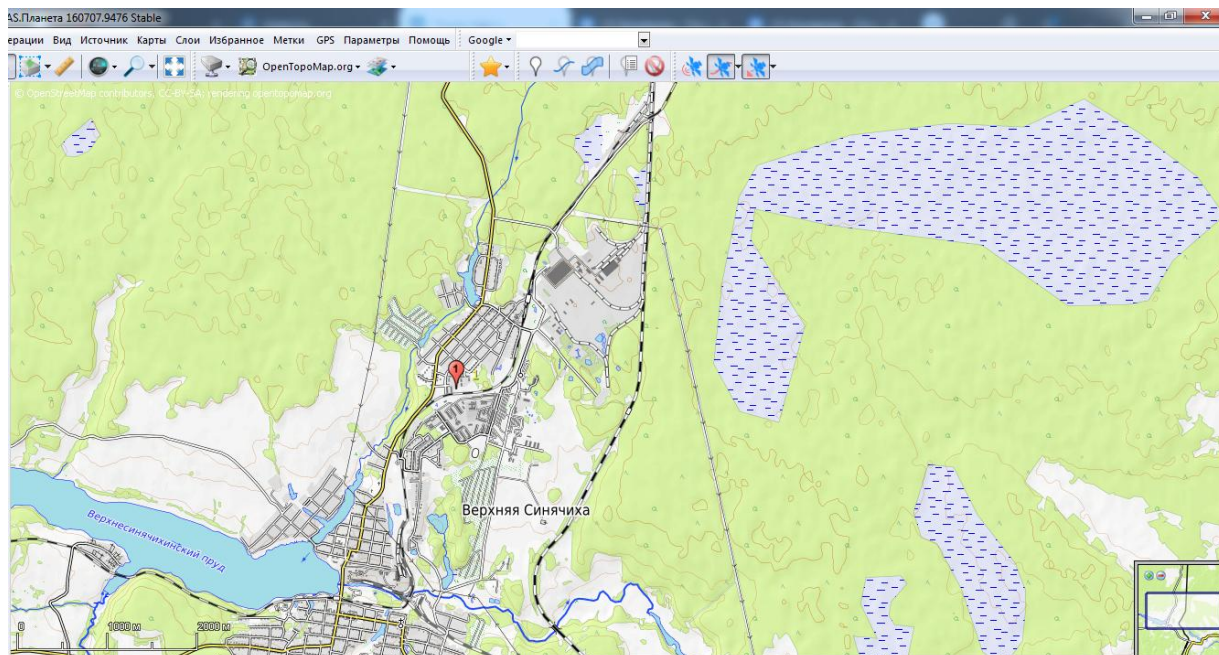 AS.Планета 160707.9476 Stable
ерации Вид Источник Карты Слои Избранное Метки GPS Параметры Помощь Google
OpenTopoMap.org
© OpenStreetMap contributors, CC-BY-SA; rendering opentopomap.org
1
Верхняя Синячиха
Верхнесинячихинский пруд
0 1000 м 2000 м